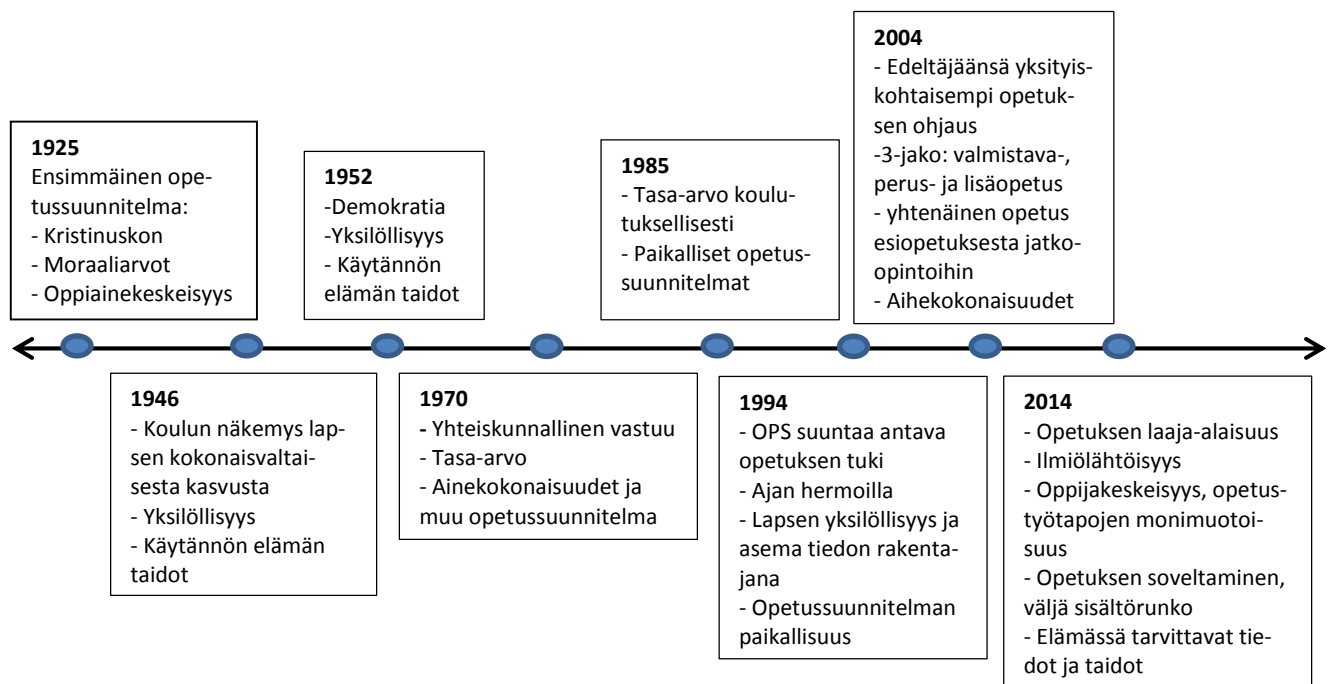 1925
Ensimmäinen ope-
tussuunnitelma:
- Kristinuskon
- Moraaliarvot
- Oppiainekeskeisyys
1946
- Koulun näkemys lap-
sen kokonaisvaltai-
sesta kasvusta
- Yksilöllisyys
- Käytännön elämän
taidot
1952
-Demokratia
-Yksilöllisyys
- Käytännön
elämän taidot
1970
- Yhteiskunnallinen vastuu
- Tasa-arvo
- Ainekokonaisuudet ja
muu opetussuunnitelma
1985
- Tasa-arvo koulu-
tuksellisesti
- Paikalliset opetus-
suunnitelmat
1994
- OPS suuntaa antava
opetuksen tuki
- Ajan hermoilla
- Lapsen yksilöllisyys ja
asema tiedon rakenta-
jana
- Opetussuunnitelman
paikallisuus
2004
- Edeltäjäänsä yksityis-
kohtaisempi opetuk-
sen ohjaus
-3-jako: valmistava-,
perus- ja lisäopetus
- yhtenäinen opetus
esiopetuksesta jatko-
opintoihin
- Aihekokonaisuudet
2014
- Opetuksen laaja-alaisuus
- Ilmiölähtöisyys
- Oppijakeskeisyys, opetus-
työtapojen monimuotoi-
suus
- Opetuksen soveltaminen,
väljä sisältörunko
- Elämässä tarvittavat tie-
dot ja taidot